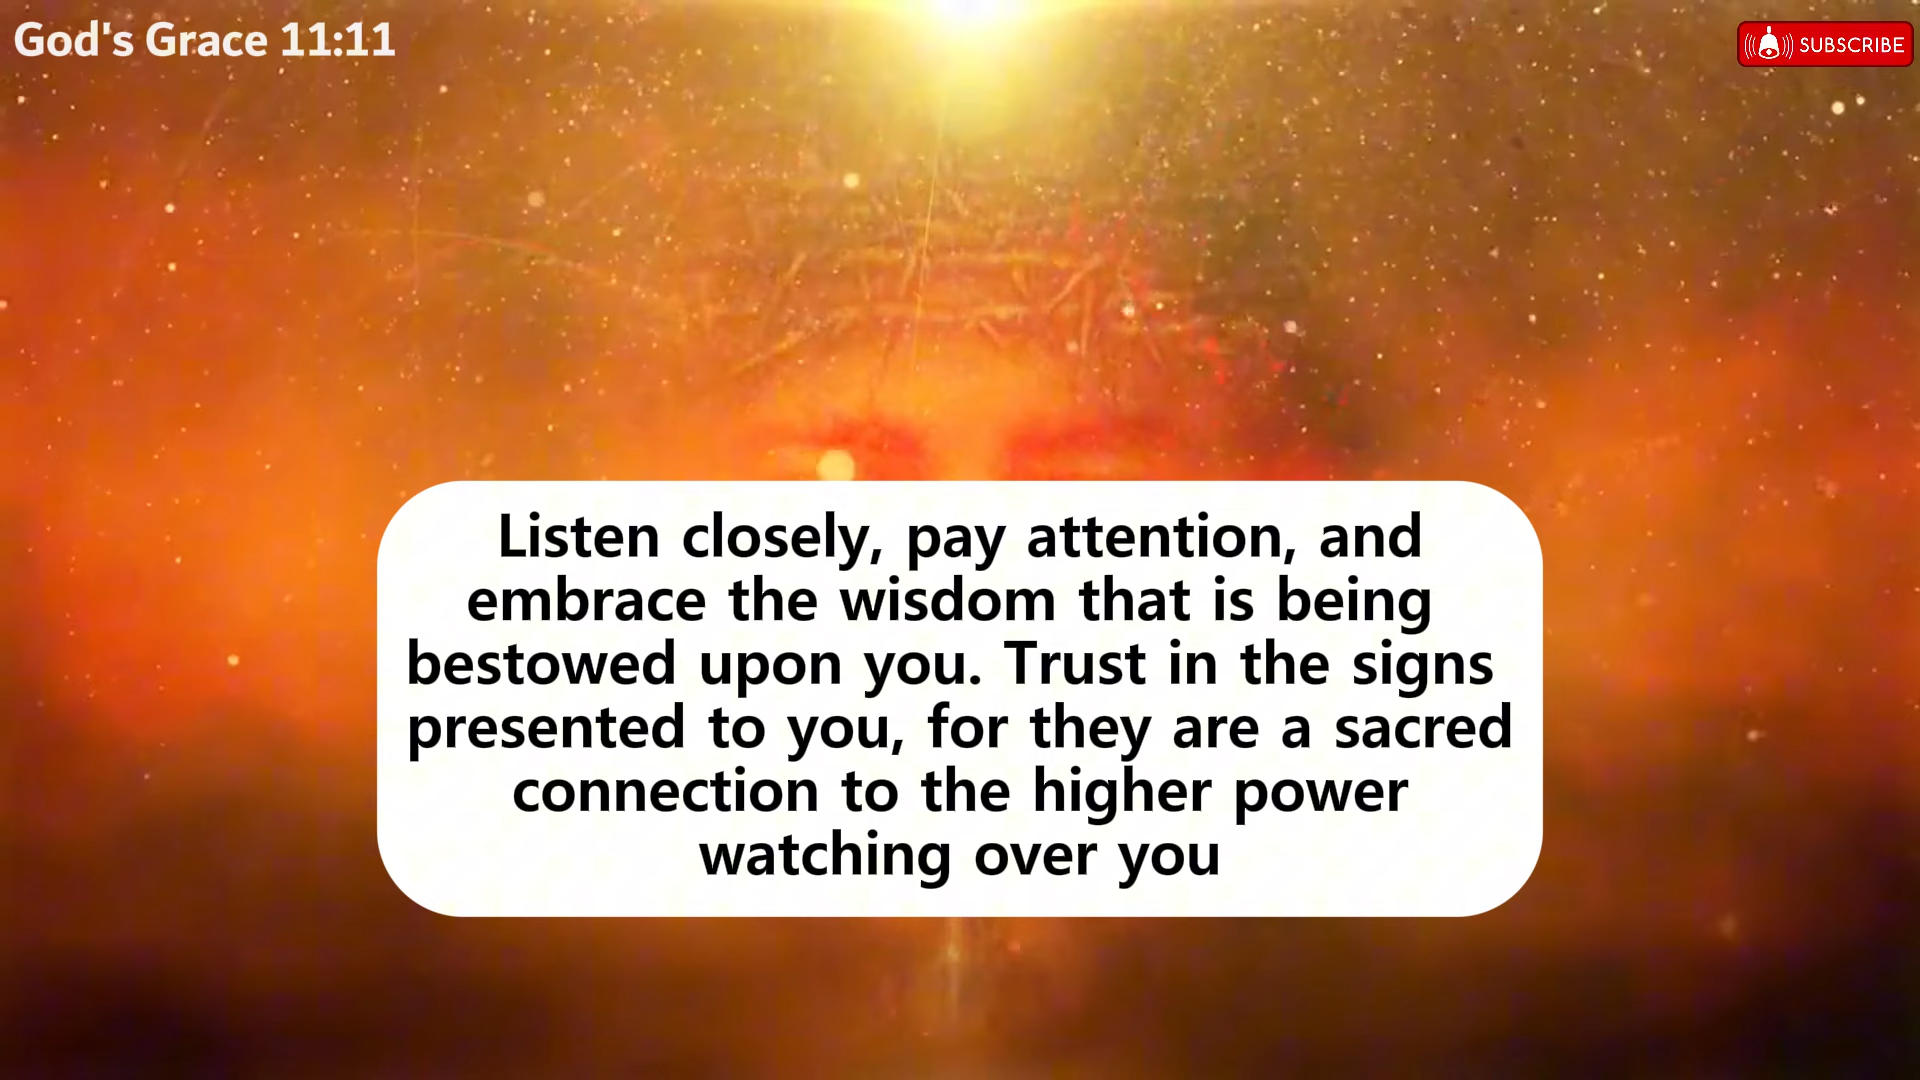 God's Grace 11:11
SUBSCRIBE
Listen closely, pay attention, and
embrace the wisdom that is being
bestowed upon you. Trust in the signs
presented to you, for they are a sacred
connection to the higher power
watching over you